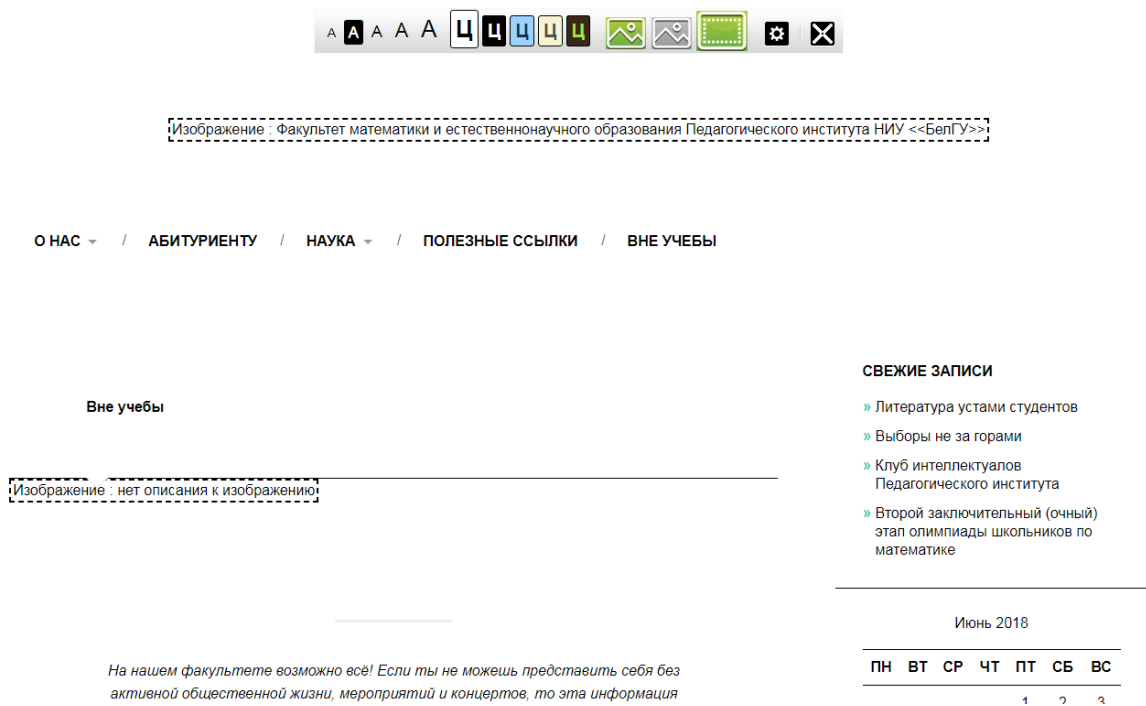 А А А А А Ц Ц Ц Ц Ц
Изображение : Факультет математики и естественнонаучного образования Педагогического института НИУ <<БелГУ>>
О НАС / АБИТУРИЕНТУ / НАУКА / ПОЛЕЗНЫЕ ССЫЛКИ / ВНЕ УЧЕБЫ
Вне учебы
Изображение : нет описания к изображению
На нашем факультете возможно всё! Если ты не можешь представить себя без
активной общественной жизни, мероприятий и концертов, то эта информация
СВЕЖИЕ ЗАПИСИ
» Литература устами студентов
» Выборы не за горами
» Клуб интеллектуалов
Педагогического института
» Второй заключительный (очный)
этап олимпиады школьников по
математике
Июнь 2018
ПН ВТ СР ЧТ ПТ СБ ВС
1 2 3